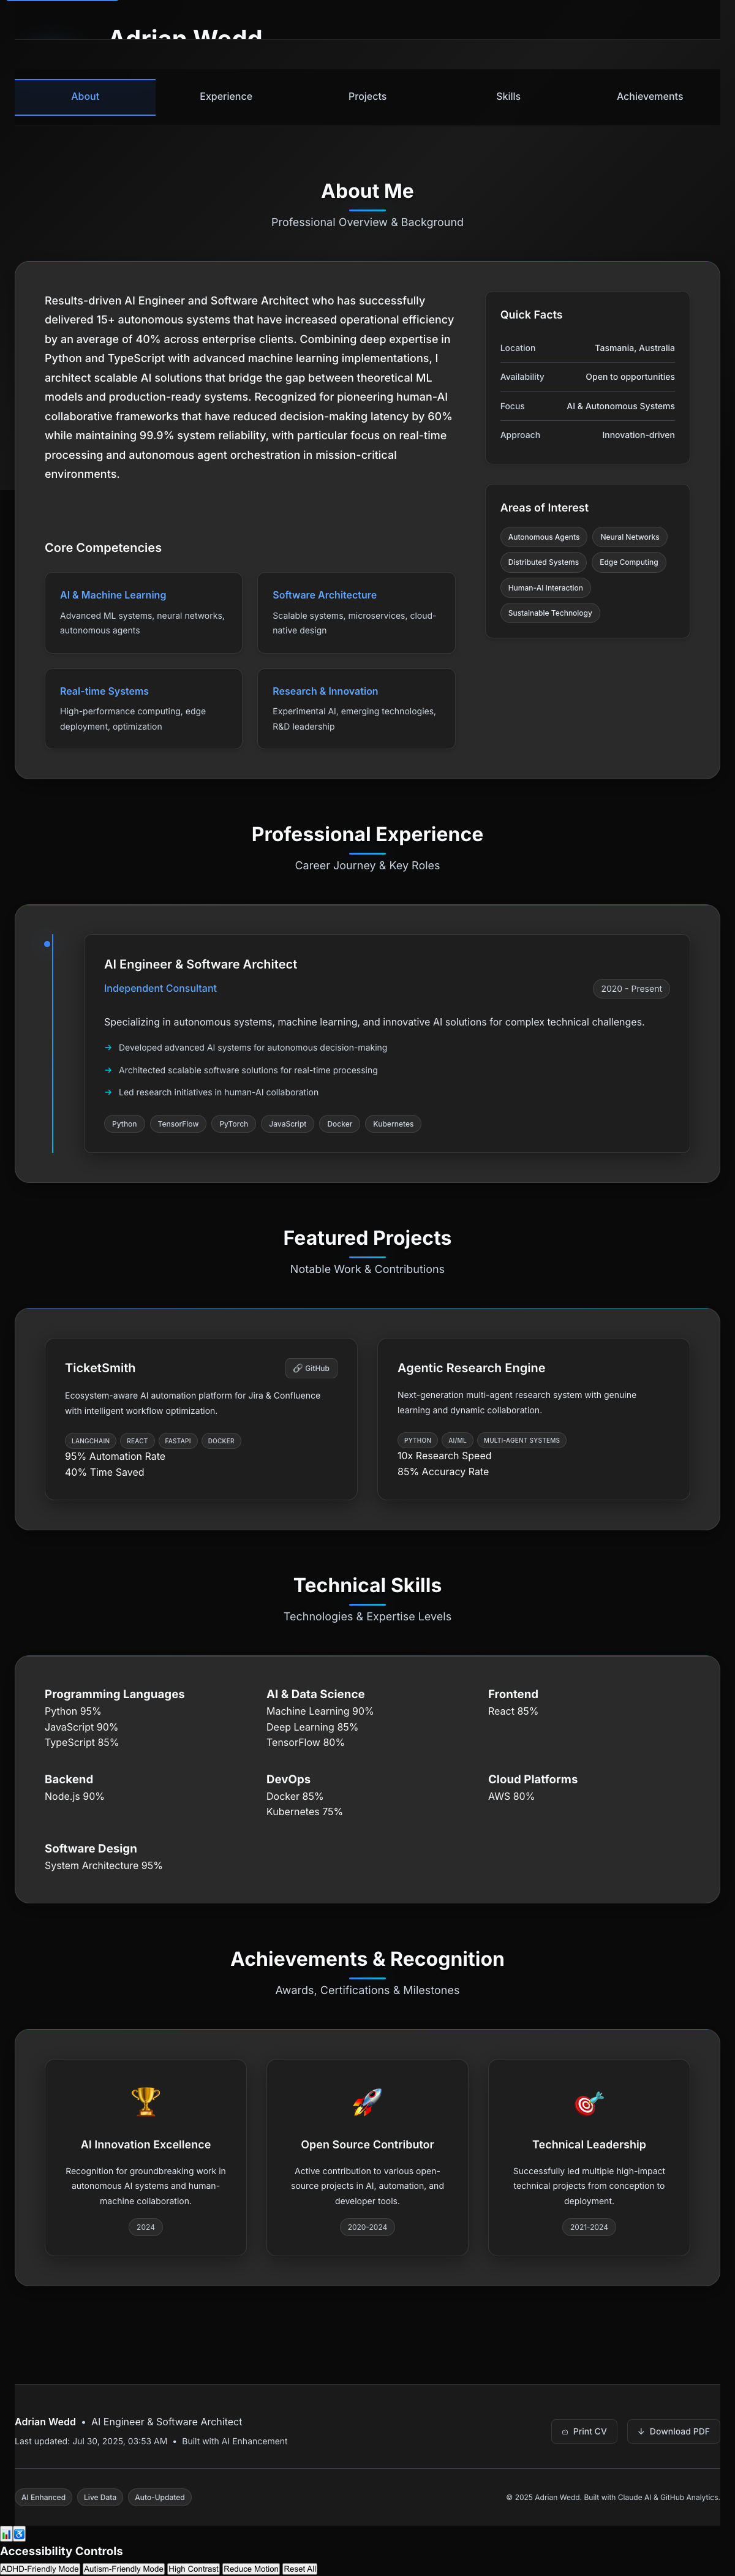 Adrian Wedd
About
Experience
Projects
Skills
Achievements
About Me
Professional Overview & Background
Results-driven AI Engineer and Software Architect who has successfully
delivered 15+ autonomous systems that have increased operational efficiency
by an average of 40% across enterprise clients. Combining deep expertise in
Python and TypeScript with advanced machine learning implementations, I
architect scalable AI solutions that bridge the gap between theoretical ML
models and production-ready systems. Recognized for pioneering human-AI
collaborative frameworks that have reduced decision-making latency by 60%
while maintaining 99.9% system reliability, with particular focus on real-time
processing and autonomous agent orchestration in mission-critical
environments.
Core Competencies
AI & Machine Learning
Advanced ML systems, neural networks,
autonomous agents
Software Architecture
Scalable systems, microservices, cloud-
native design
Real-time Systems
High-performance computing, edge
deployment, optimization
Research & Innovation
Experimental AI, emerging technologies,
R&D leadership
Quick Facts
Location Tasmania, Australia
Availability Open to opportunities
Focus AI & Autonomous Systems
Approach Innovation-driven
Areas of Interest
Autonomous Agents Neural Networks
Distributed Systems Edge Computing
Human-AI Interaction
Sustainable Technology
Professional Experience
Career Journey & Key Roles
AI Engineer & Software Architect
Independent Consultant 2020 - Present
Specializing in autonomous systems, machine learning, and innovative AI solutions for complex technical challenges.
→ Developed advanced AI systems for autonomous decision-making
→ Architected scalable software solutions for real-time processing
→ Led research initiatives in human-AI collaboration
Python TensorFlow PyTorch JavaScript Docker Kubernetes
Featured Projects
Notable Work & Contributions
TicketSmith
GitHub
Ecosystem-aware AI automation platform for Jira & Confluence
with intelligent workflow optimization.
LANGCHAIN REACT FASTAPI DOCKER
95% Automation Rate
40% Time Saved
Agentic Research Engine
Next-generation multi-agent research system with genuine
learning and dynamic collaboration.
PYTHON AI/ML MULTI-AGENT SYSTEMS
10x Research Speed
85% Accuracy Rate
Technical Skills
Technologies & Expertise Levels
Programming Languages
Python 95%
JavaScript 90%
TypeScript 85%
AI & Data Science
Machine Learning 90%
Deep Learning 85%
TensorFlow 80%
Frontend
React 85%
Backend
Node.js 90%
DevOps
Docker 85%
Kubernetes 75%
Cloud Platforms
AWS 80%
Software Design
System Architecture 95%
Achievements & Recognition
Awards, Certifications & Milestones
AI Innovation Excellence
Recognition for groundbreaking work in
autonomous AI systems and human-
machine collaboration.
2024
Open Source Contributor
Active contribution to various open-
source projects in AI, automation, and
developer tools.
2020-2024
Technical Leadership
Successfully led multiple high-impact
technical projects from conception to
deployment.
2021-2024
Adrian Wedd • AI Engineer & Software Architect
Last updated: Jul 30, 2025, 03:53 AM • Built with AI Enhancement
Print CV
↓ Download PDF
AI Enhanced Live Data Auto-Updated
© 2025 Adrian Wedd. Built with Claude AI & GitHub Analytics.
Accessibility Controls
ADHD-Friendly Mode Autism-Friendly Mode High Contrast Reduce Motion Reset All